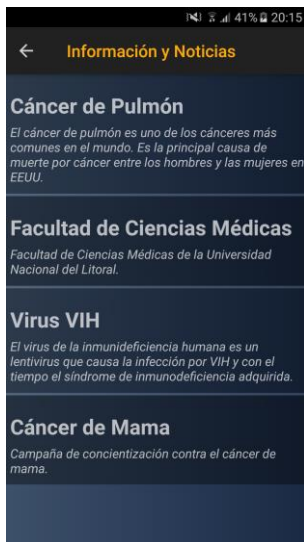 41% 20:15
Información y Noticias
Cáncer de Pulmón
El cáncer de pulmón es uno de los cánceres más
comunes en el mundo. Es la principal causa de
muerte por cáncer entre los hombres y las mujeres en
EEUU.
Facultad de Ciencias Médicas
Facultad de Ciencias Médicas de la Universidad
Nacional del Litoral.
Virus VIH
El virus de la inmunideficiencia humana es un
lentivirus que causa la infección por VIH y con el
tiempo el síndrome de inmunodeficiencia adquirida.
Cáncer de Mama
Campaña de concientización contra el cáncer de
mama.